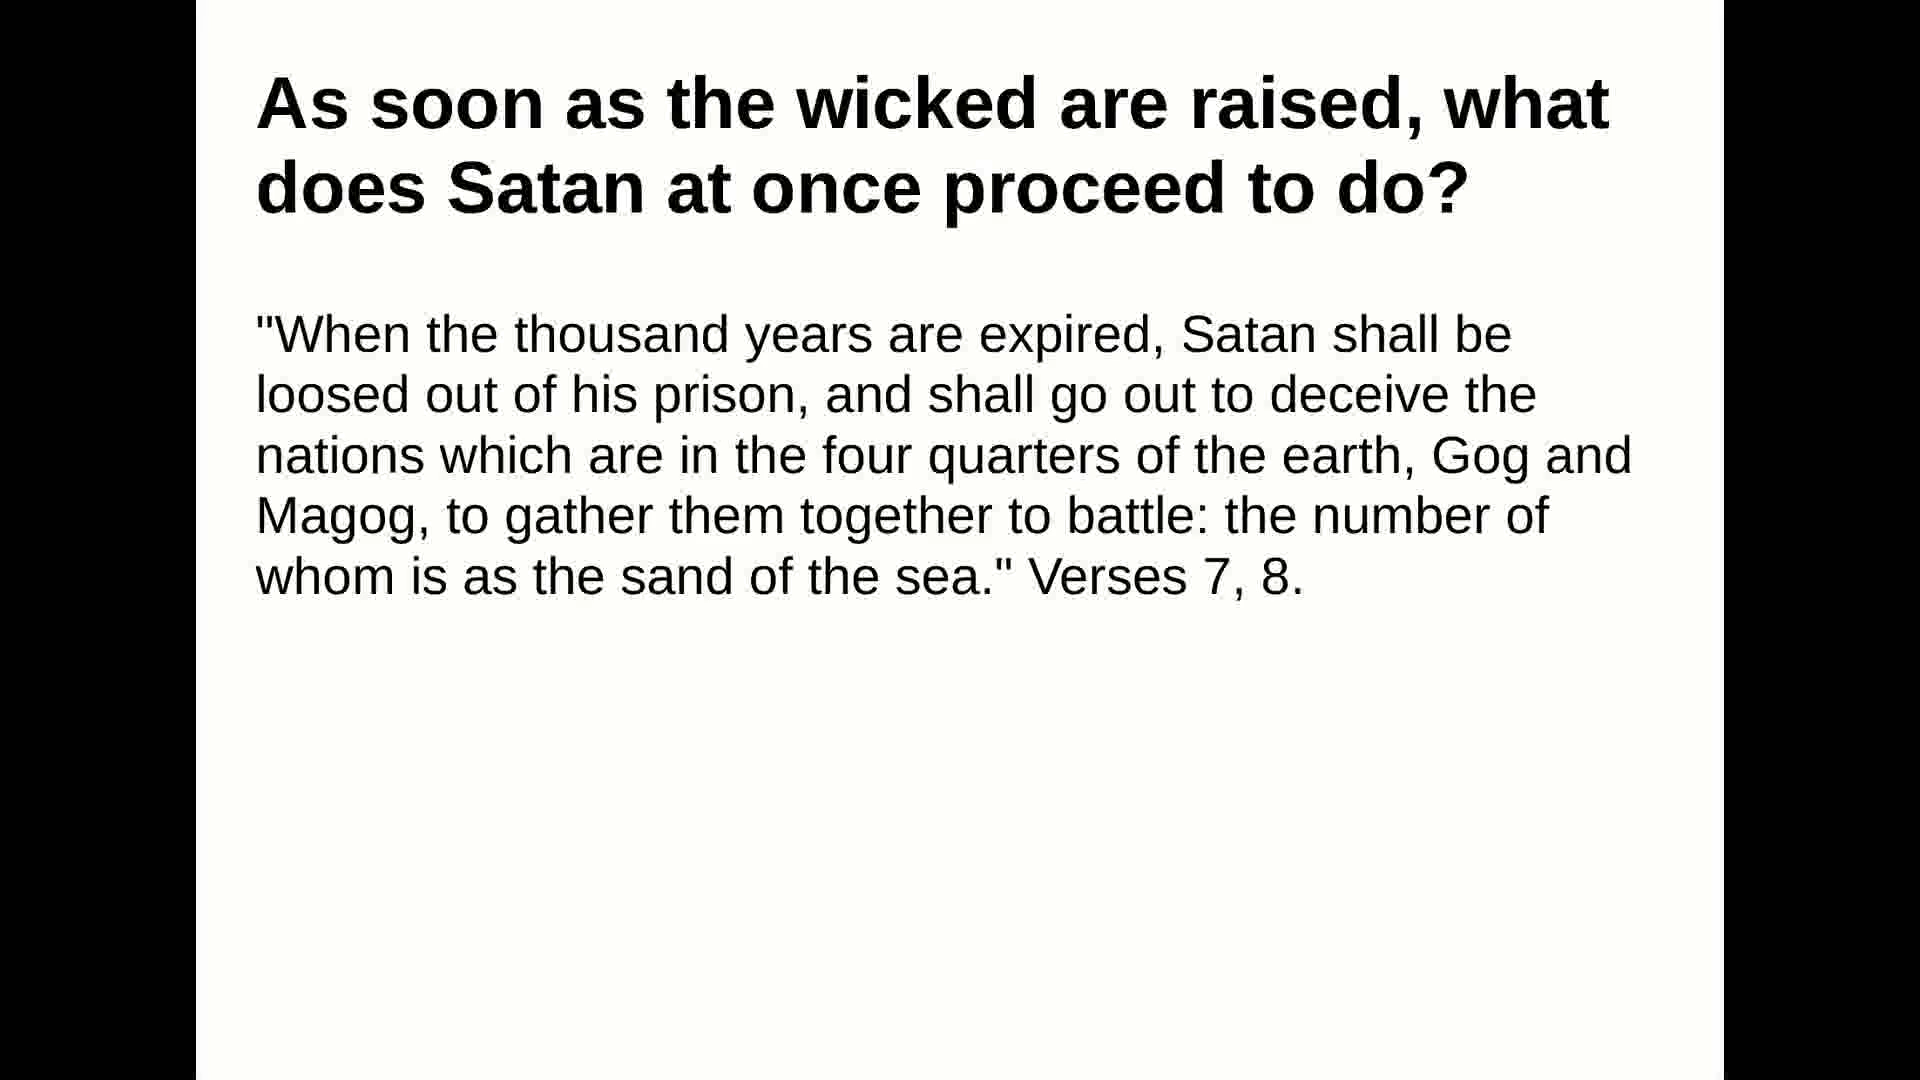 As soon as the wicked are raised, what
does Satan at once proceed to do?
"When the thousand years are expired, Satan shall be
loosed out of his prison, and shall go out to deceive the
nations which are in the four quarters of the earth, Gog and
Magog, to gather them together to battle: the number of
whom is as the sand of the sea." Verses 7, 8.